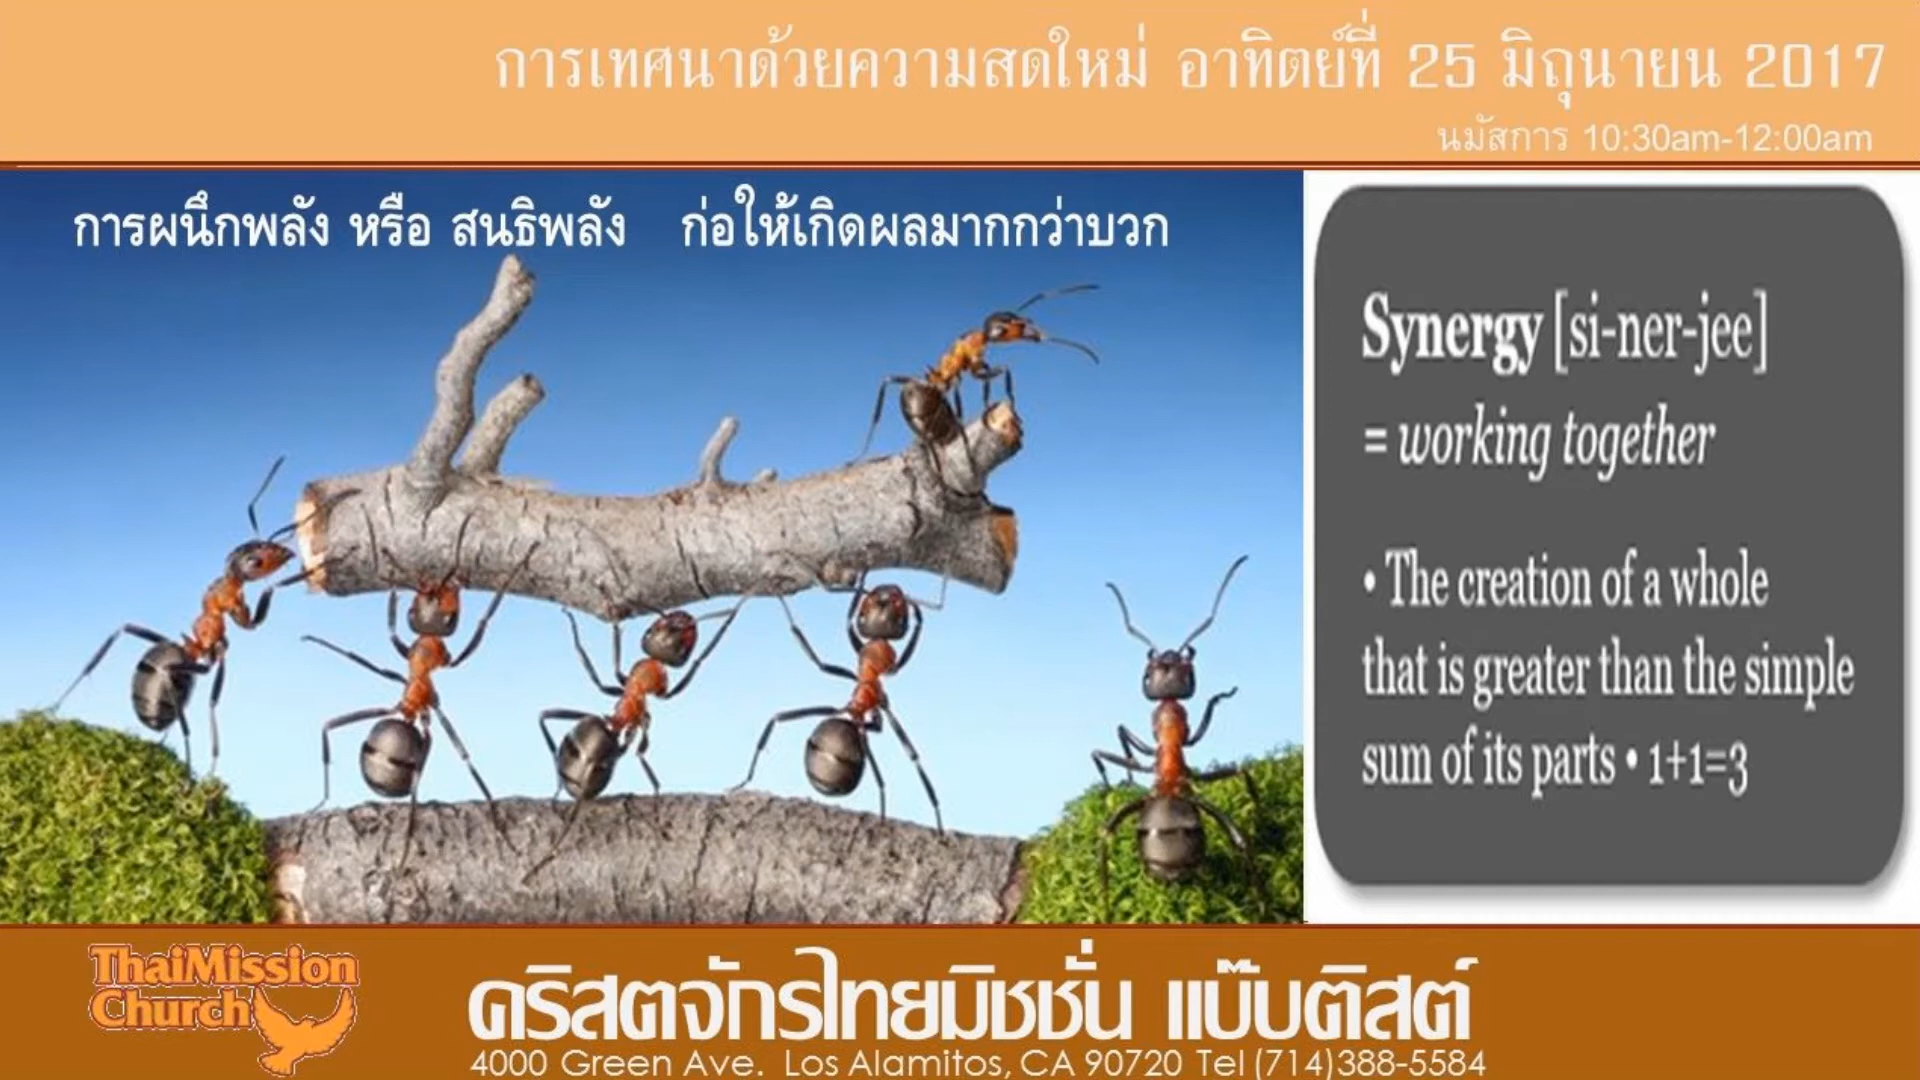 การเทศนาด้วยความสดใหม่ อาทิตย์ที่ 25 มิถุนายน 2017
นมัสการ 10:30am-12:00am
การผนึกพลัง หรือ สนธิพลัง ก่อให้เกิดผลมากกว่าบวก
Synergy [si-ner-jee]
= working together
• The creation of a whole
that is greater than the simple
sum of its parts • 1+1=3
ThaiMission
Church
คริสตจักรไทยมิชชั่น แบ๊บติสต์
4000 Green Ave. Los Alamitos, CA 90720 Tel (714)388-5584